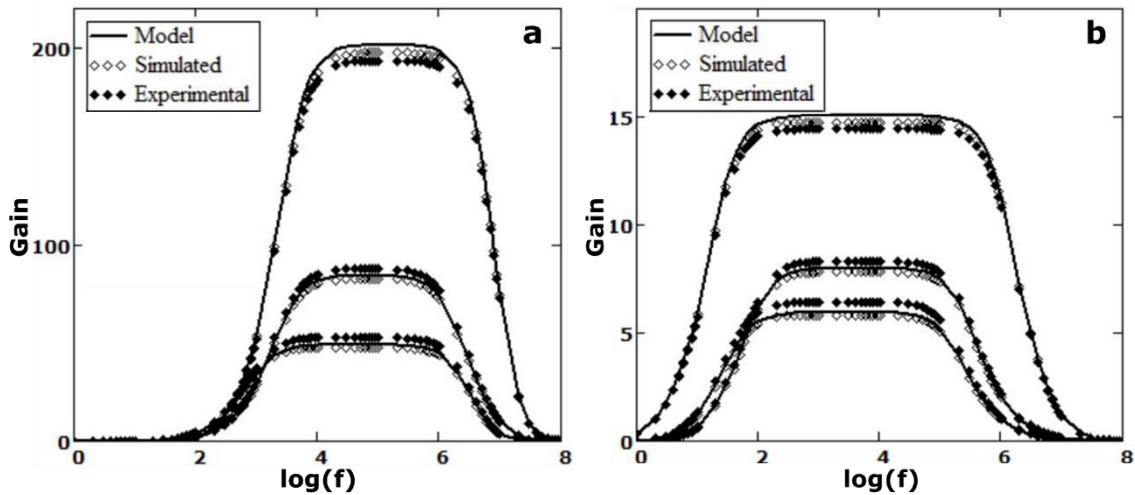 a
Model
Simulated
Experimental
200
100
0
Gain
0 2 4 6 8
log(f)
b
Model
Simulated
Experimental
15
10
5
0
Gain
0 2 4 6 8
log(f)